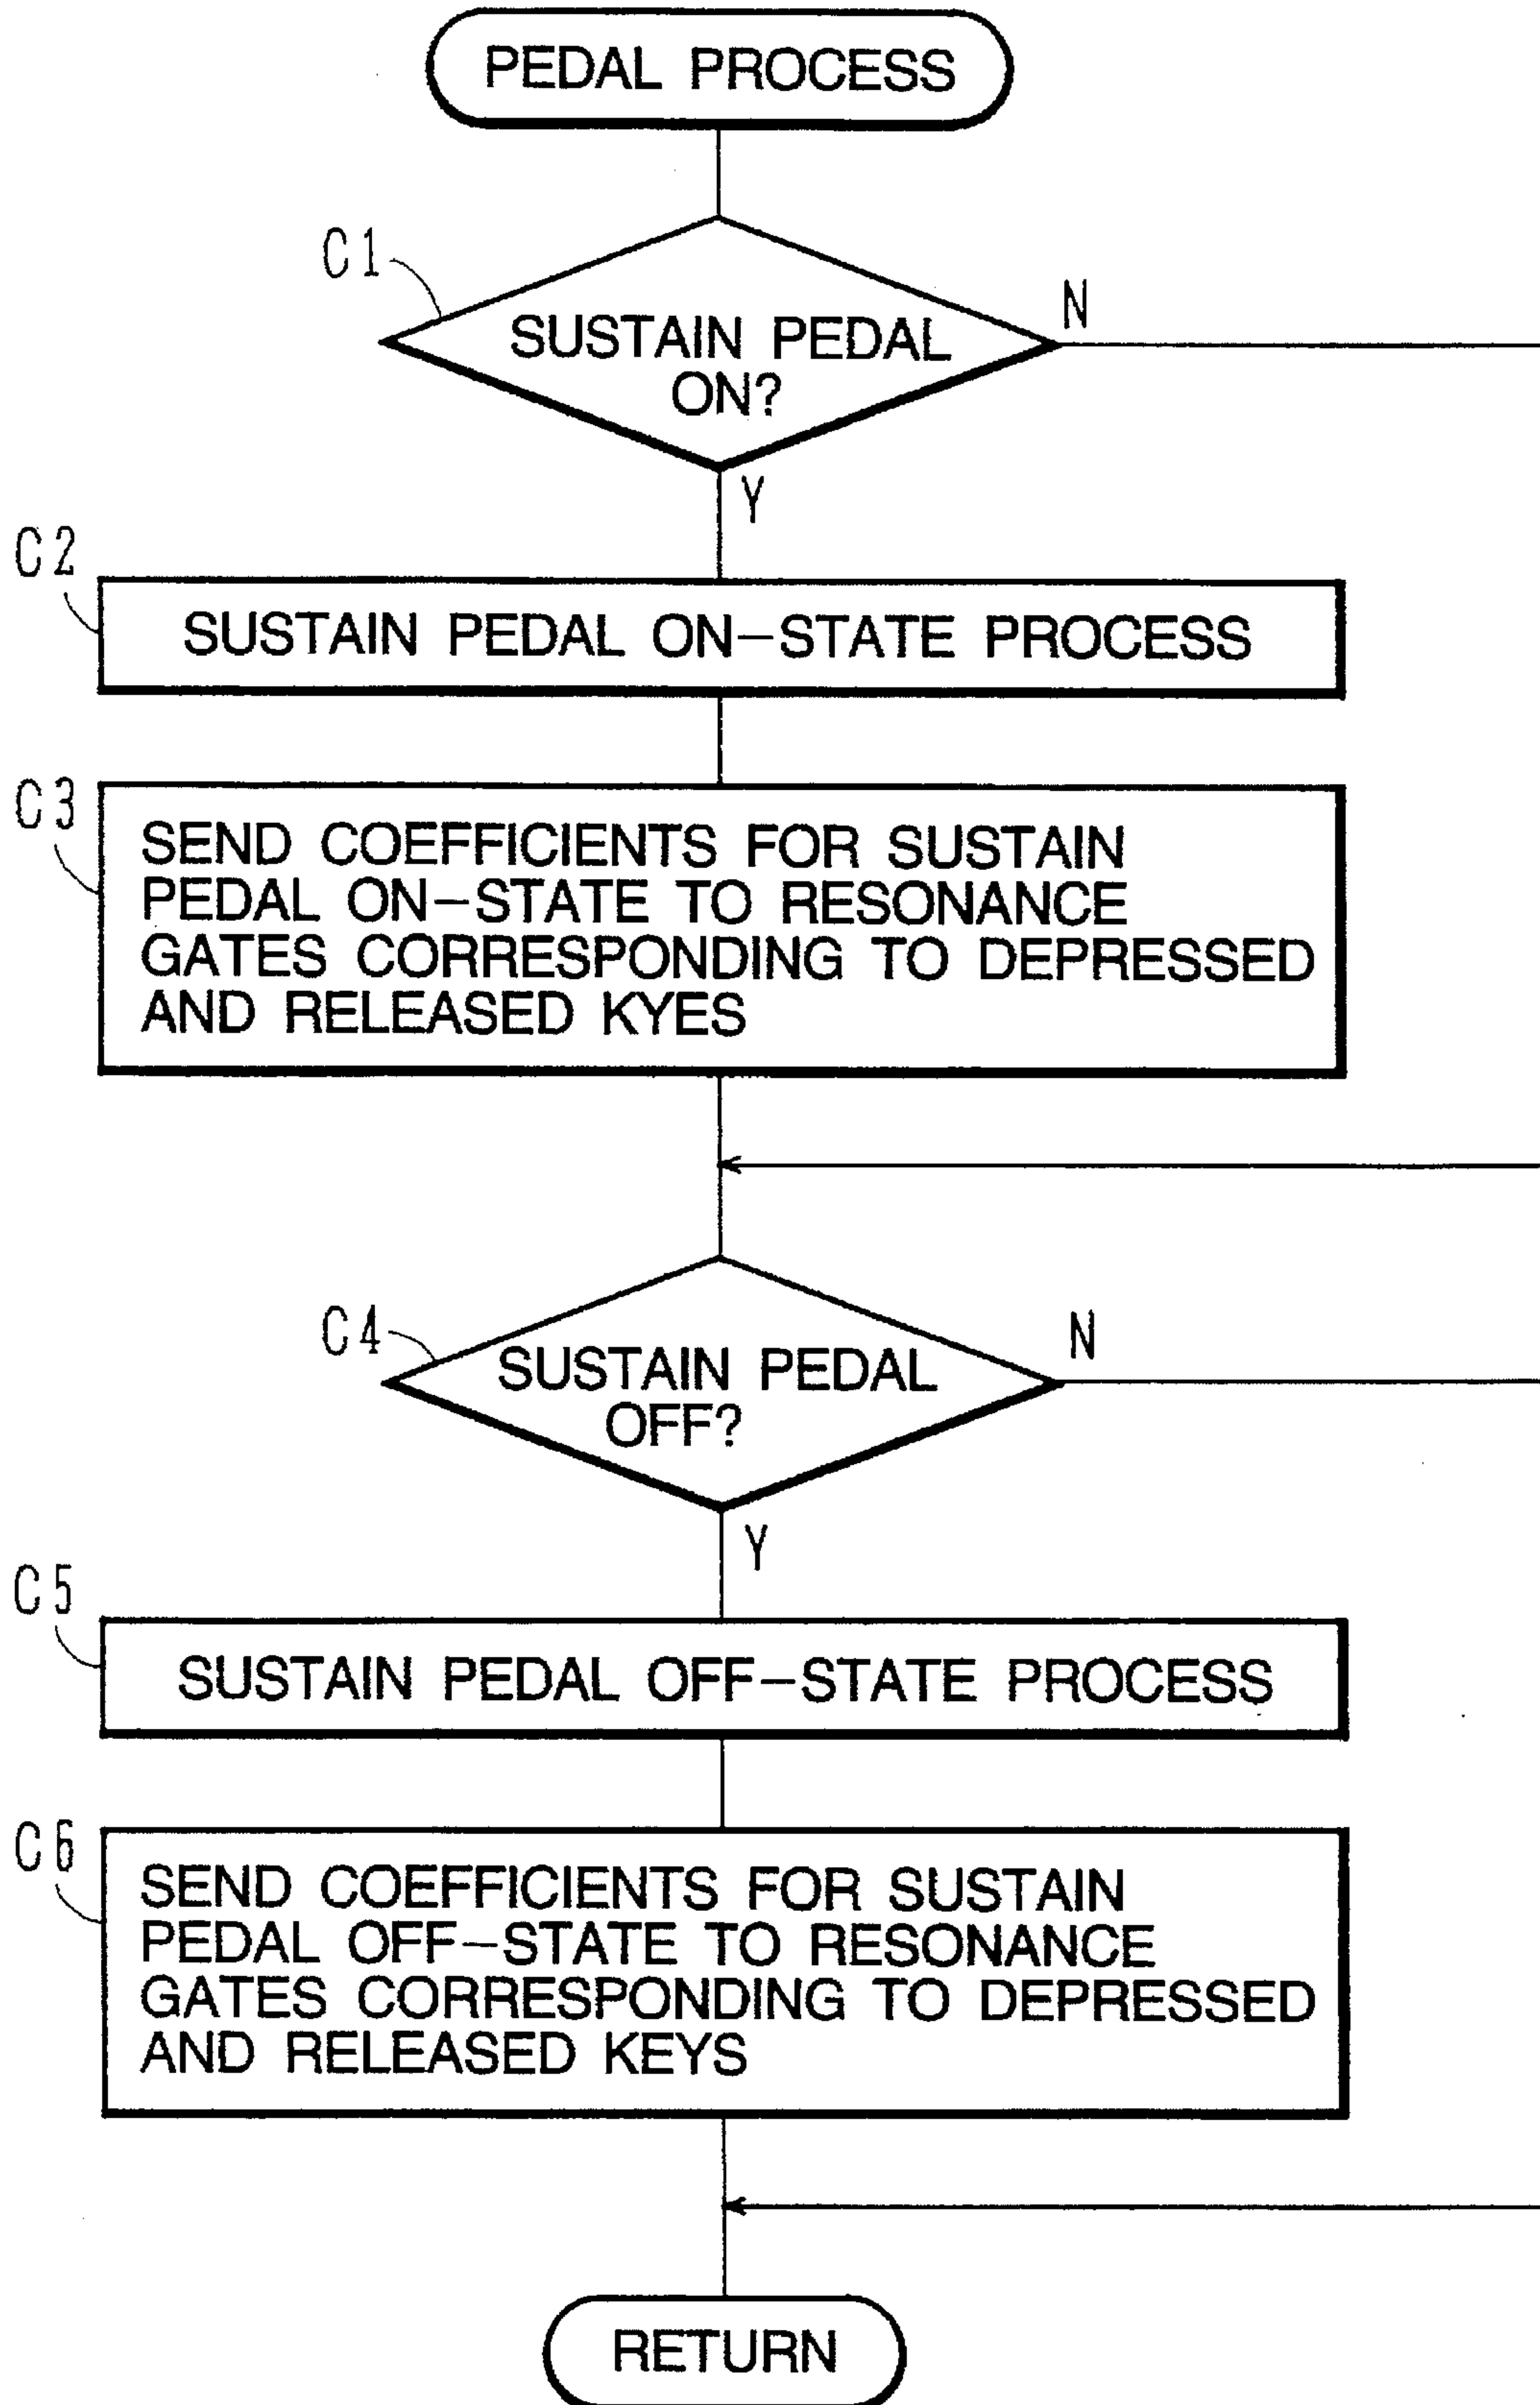 PEDAL PROCESS
C1
SUSTAIN PEDAL
ON?
N
Y
C2
SUSTAIN PEDAL ON-STATE PROCESS
C3
SEND COEFFICIENTS FOR SUSTAIN
PEDAL ON-STATE TO RESONANCE
GATES CORRESPONDING TO DEPRESSED
AND RELEASED KYES
C4
SUSTAIN PEDAL
OFF?
N
Y
C5
SUSTAIN PEDAL OFF-STATE PROCESS
C6
SEND COEFFICIENTS FOR SUSTAIN
PEDAL OFF-STATE TO RESONANCE
GATES CORRESPONDING TO DEPRESSED
AND RELEASED KEYS
RETURN